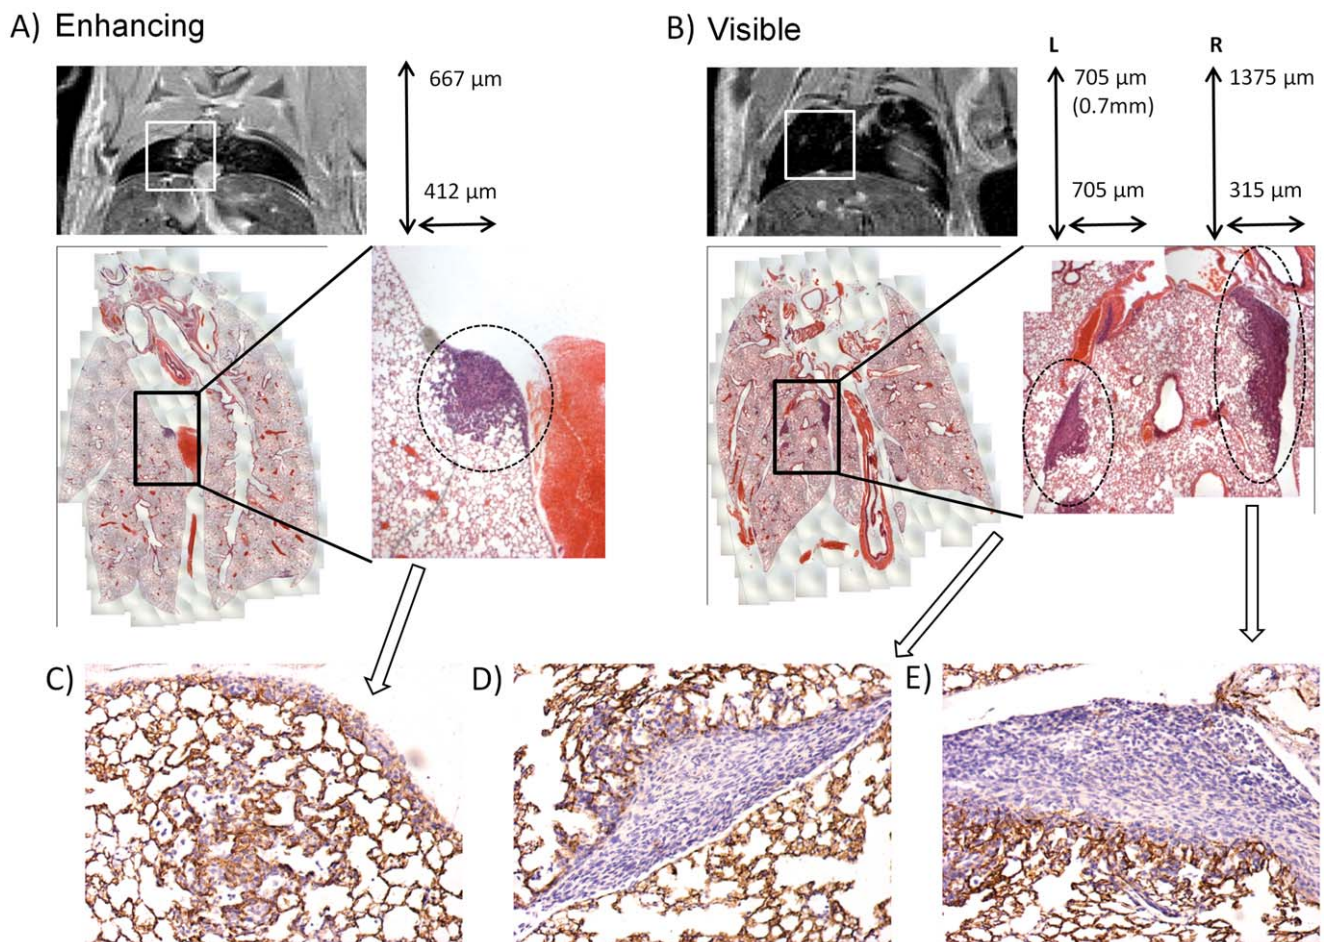 A) Enhancing
667 µm
412 µm
B) Visible
L
R
705 µm
(0.7mm)
1375 µm
705 µm
315 µm
C)
D)
E)